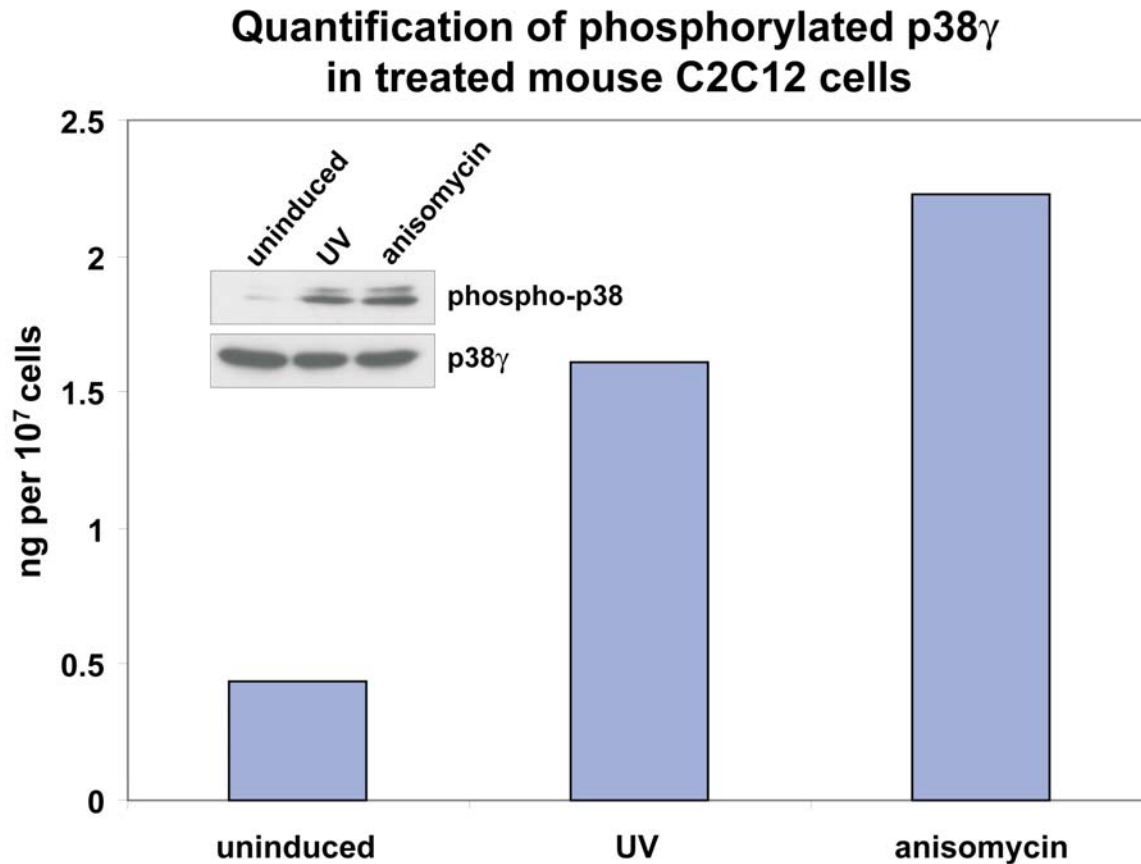 Quantification of phosphorylated p38γ
in treated mouse C2C12 cells
2.5
2
1.5
1
0.5
0
ng per 10⁷ cells
uninduced
UV
anisomycin
phospho-p38
p38γ
uninduced
UV
anisomycin